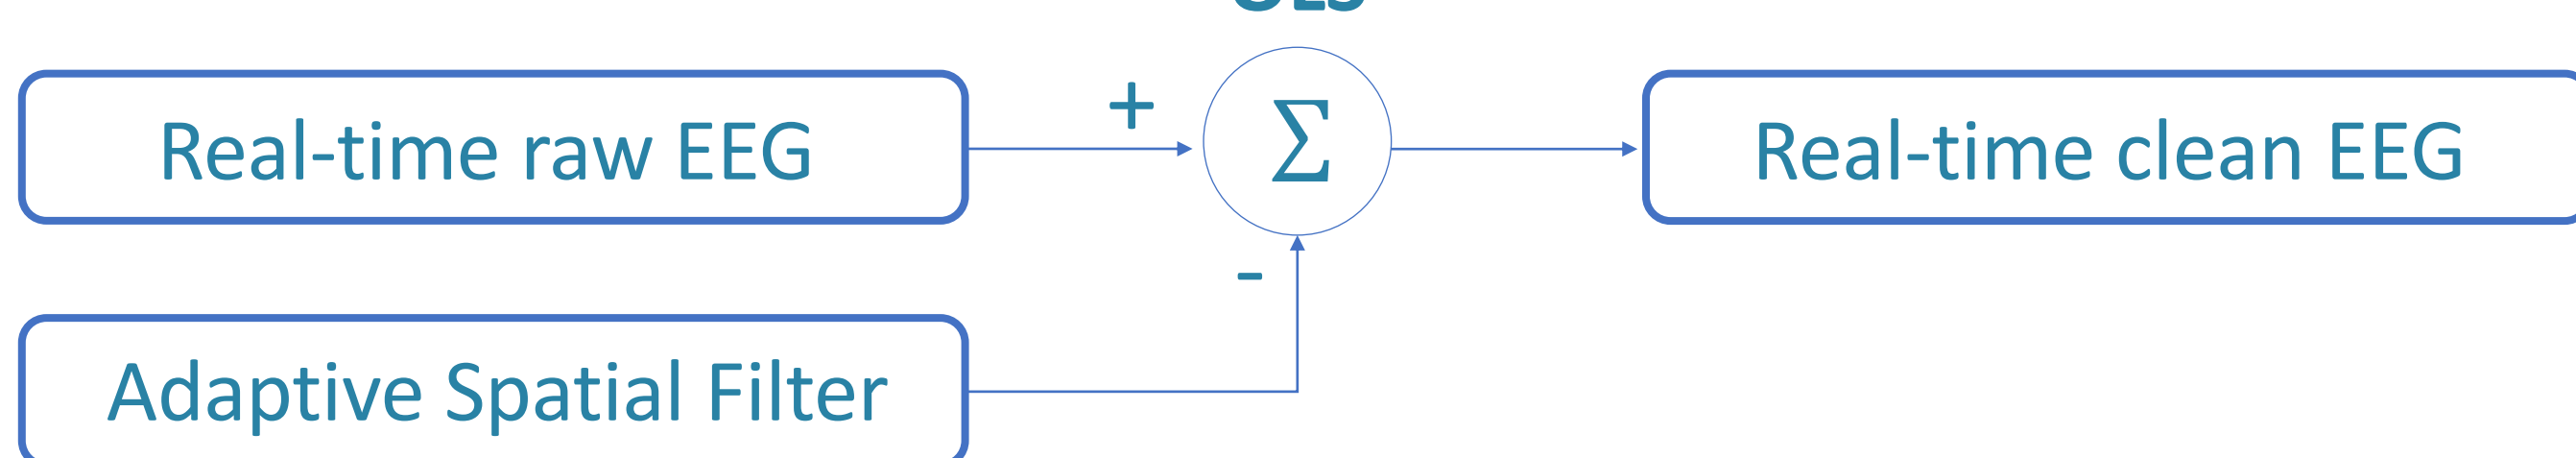 Real-time raw EEG
+
Σ
Real-time clean EEG
-
Adaptive Spatial Filter